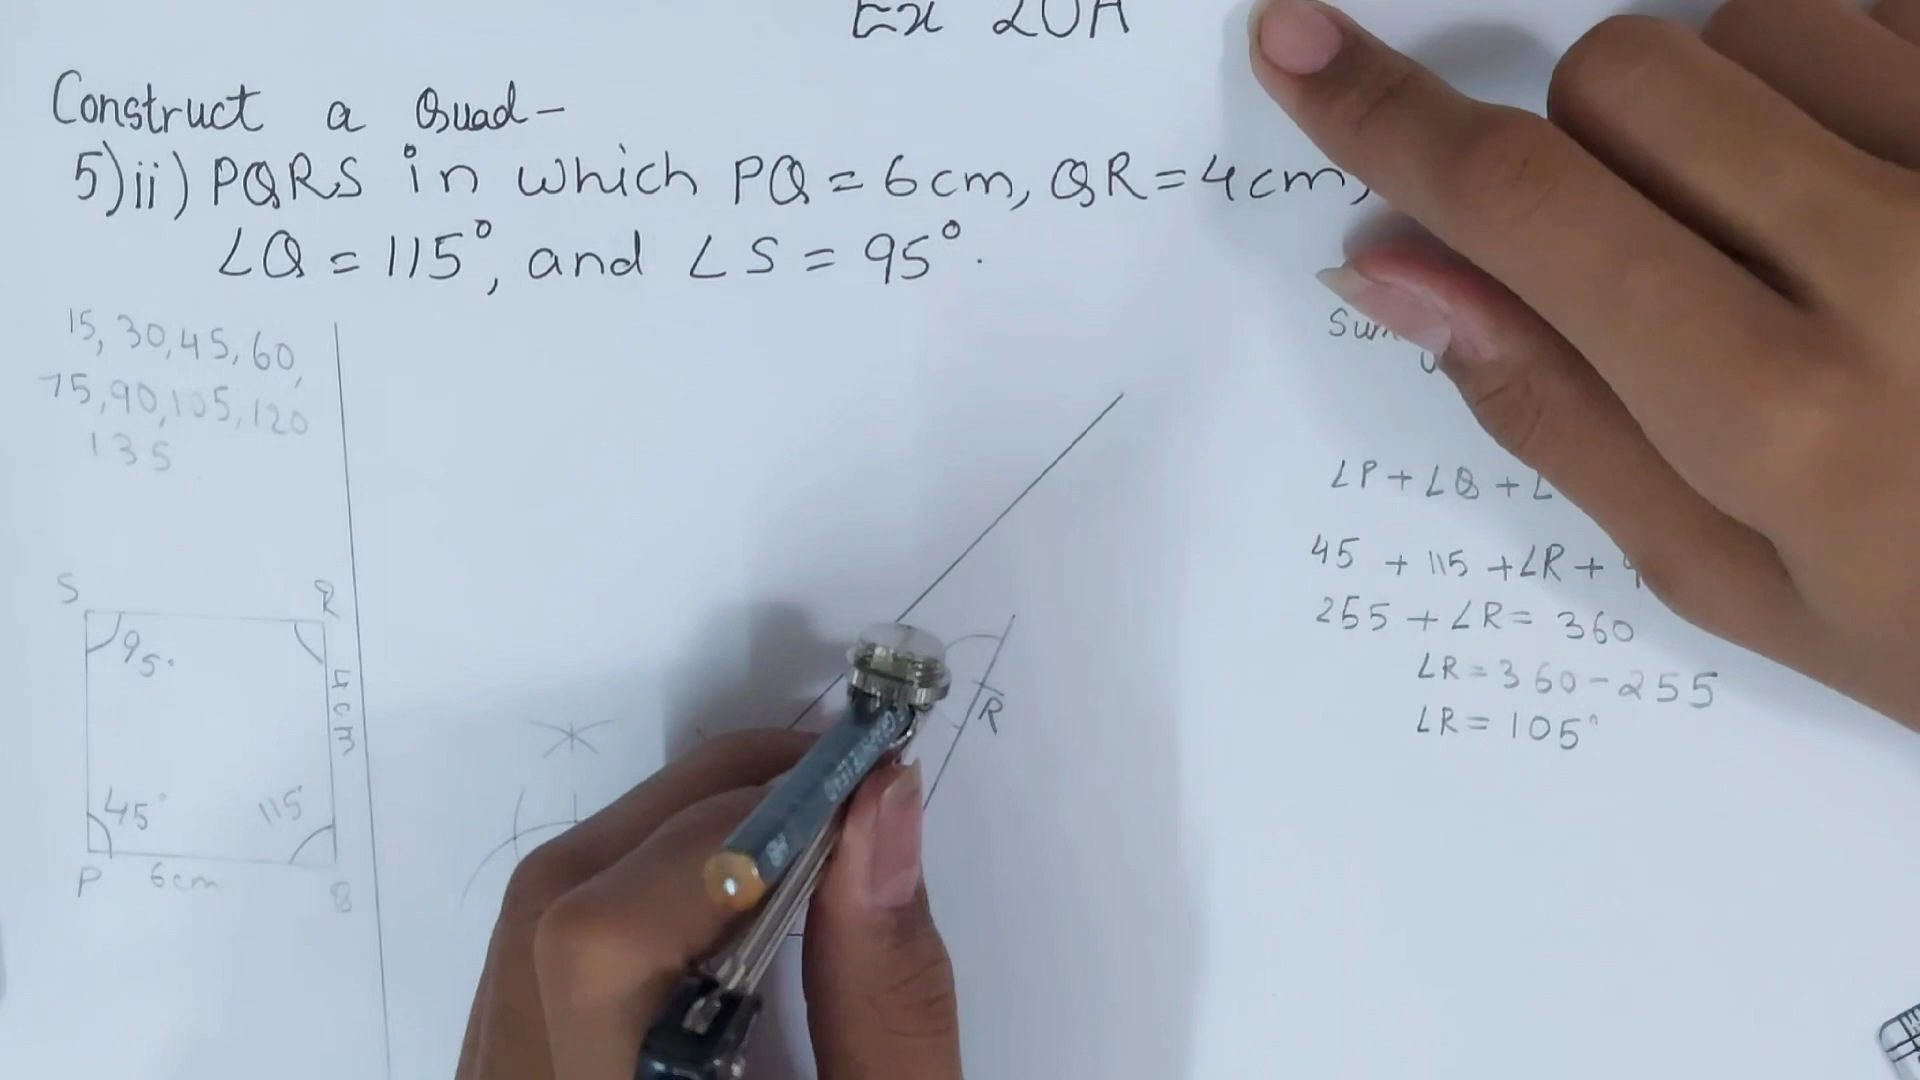 Ex 20A
Construct a Quad-
5)ii) PQRS in which PQ = 6cm, QR = 4cm,
∠Q = 115°, and ∠S = 95°.
15, 30, 45, 60,
75, 90, 105, 120
135
S
R
95°
4cm
45°
115°
P
6cm
Q
R
∠P + ∠Q + ∠
45 + 115 + ∠R + 9
255 + ∠R = 360
∠R = 360 - 255
∠R = 105°